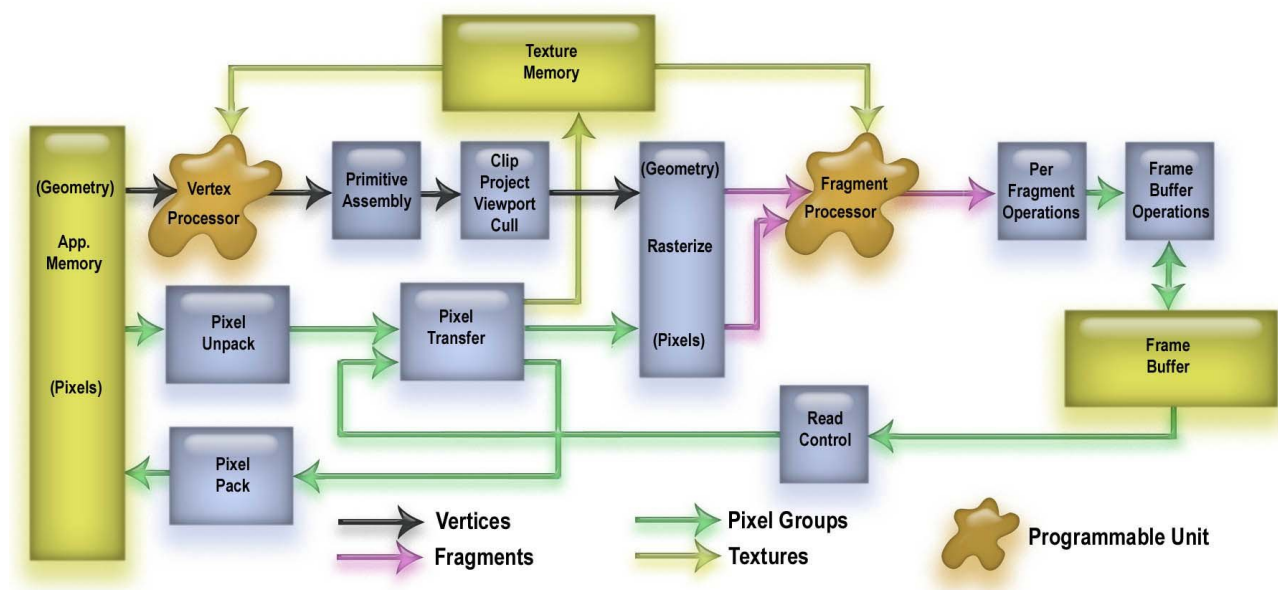 Texture
Memory
(Geometry)
App.
Memory
(Pixels)
Vertex
Processor
Primitive
Assembly
Clip
Project
Viewport
Cull
(Geometry)
Rasterize
(Pixels)
Fragment
Processor
Per
Fragment
Operations
Frame
Buffer
Operations
Pixel
Unpack
Pixel
Transfer
Frame
Buffer
Read
Control
Pixel
Pack
Vertices
Fragments
Pixel Groups
Textures
Programmable Unit